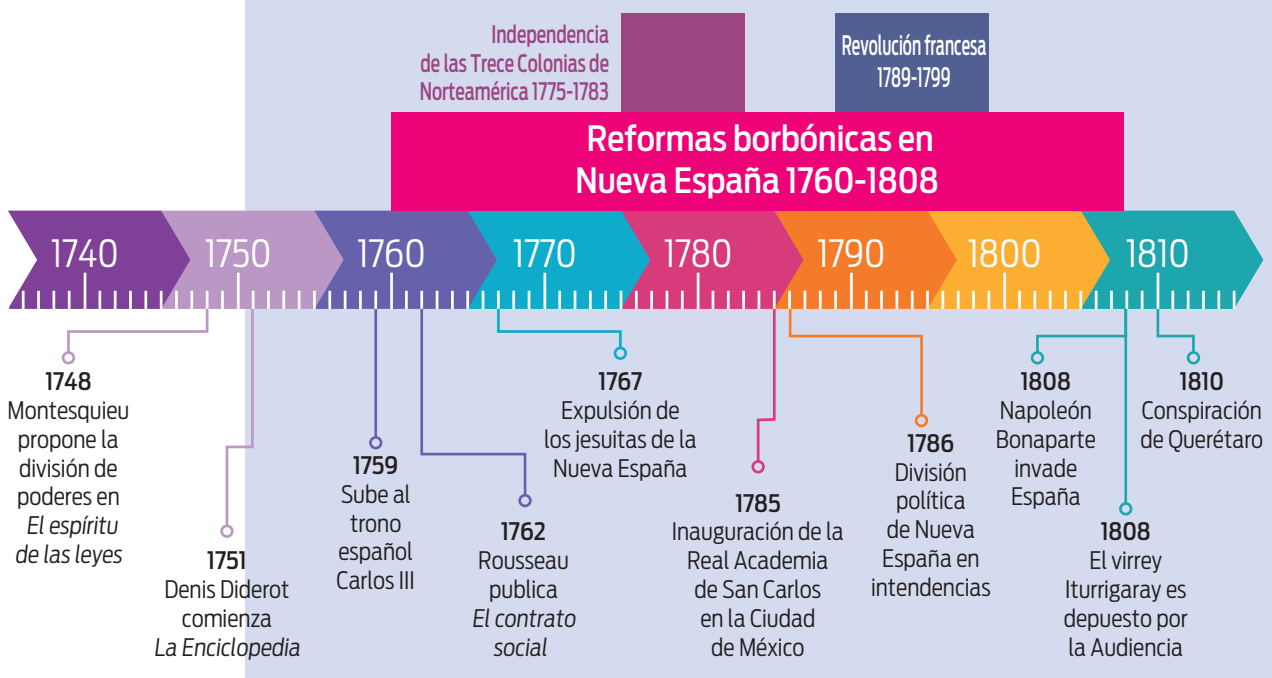 Independencia
de las Trece Colonias de
Norteamérica 1775-1783
Revolución francesa
1789-1799
Reformas borbónicas en
Nueva España 1760-1808
1740
1750
1760
1770
1780
1790
1800
1810
1748
Montesquieu
propone la
división de
poderes en
El espíritu
de las leyes
1751
Denis Diderot
comienza
La Enciclopedia
1759
Sube al
trono
español
Carlos III
1762
Rousseau
publica
El contrato
social
1767
Expulsión de
los jesuitas de la
Nueva España
1785
Inauguración de la
Real Academia
de San Carlos
en la Ciudad
de México
1786
División
política
de Nueva
España en
intendencias
1808
Napoleón
Bonaparte
invade
España
1808
El virrey
Iturrigaray es
depuesto por
la Audiencia
1810
Conspiración
de Querétaro